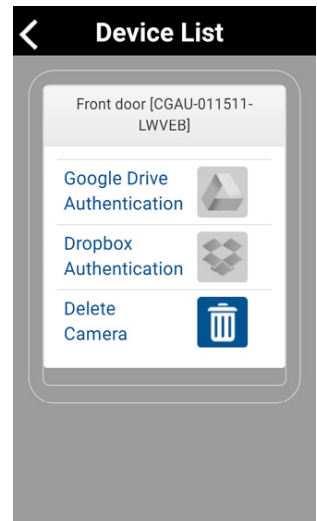 Device List
Front door [CGAU-011511-
LWVEB]
Google Drive
Authentication
Dropbox
Authentication
Delete
Camera